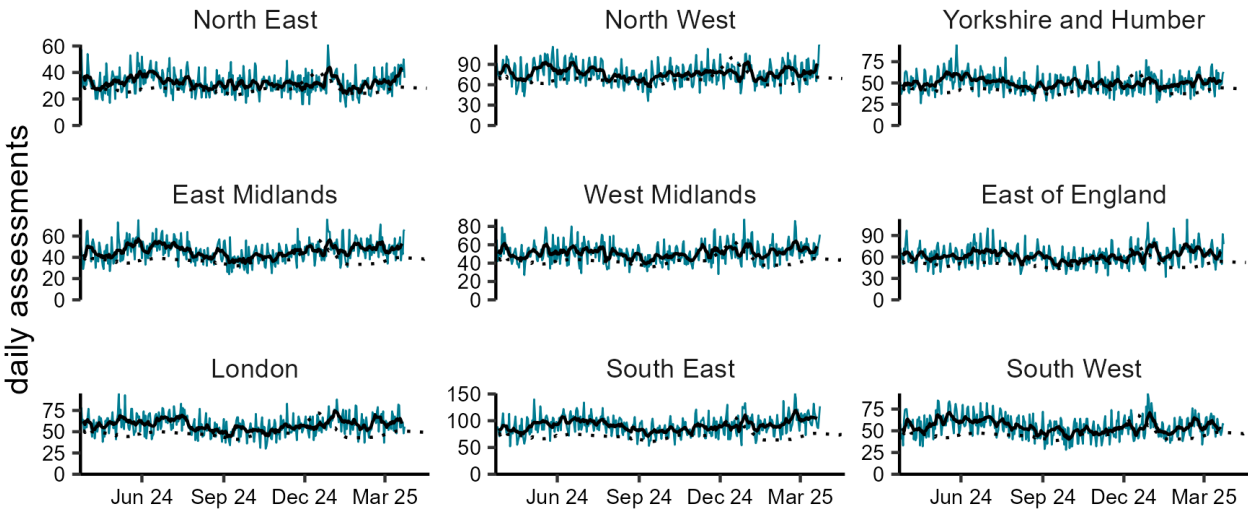 North East
North West
Yorkshire and Humber
60
40
20
0
90
60
30
0
75
50
25
0
daily assessments
East Midlands
West Midlands
East of England
60
40
20
0
80
60
40
20
0
90
60
30
0
London
South East
South West
75
50
25
0
150
100
50
0
75
50
25
0
Jun 24 Sep 24 Dec 24 Mar 25
Jun 24 Sep 24 Dec 24 Mar 25
Jun 24 Sep 24 Dec 24 Mar 25